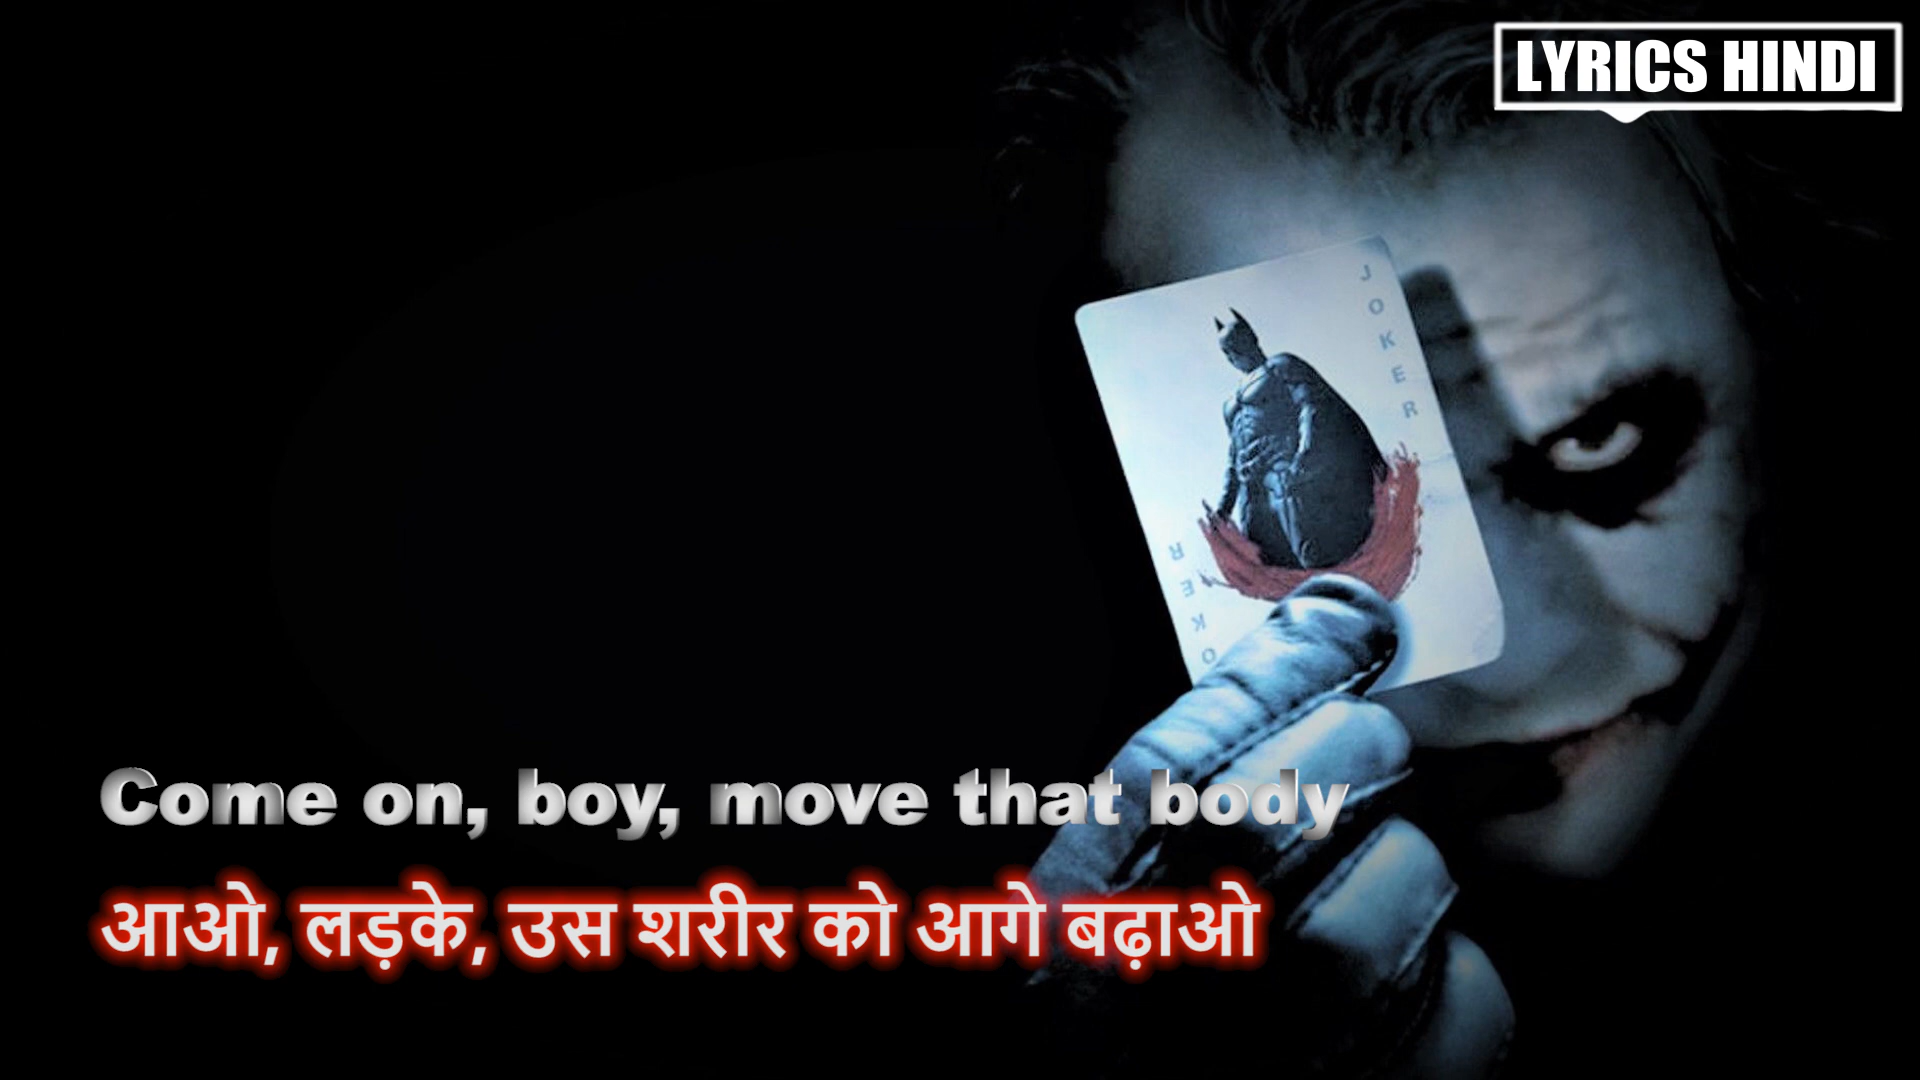 LYRICS HINDI
JOKER
JOKER
Come on, boy, move that body
आओ, लड़के, उस शरीर को आगे बढ़ाओ